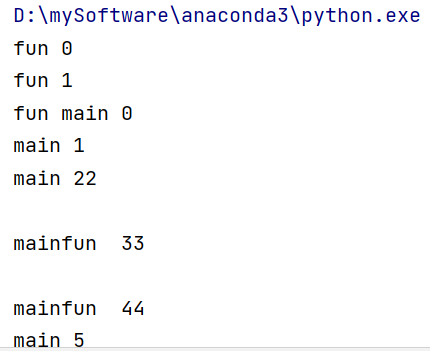 D:\mySoftware\anaconda3\python.exe
fun 0
fun 1
fun main 0
main 1
main 22
mainfun  33
mainfun  44
main 5